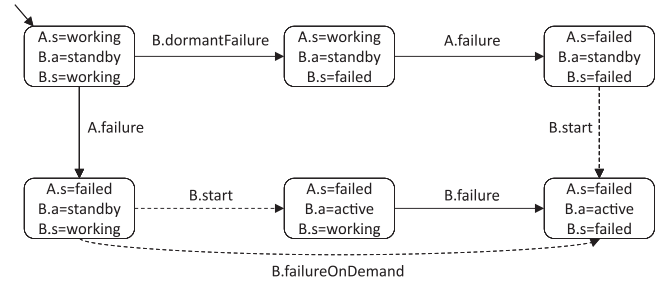 A.s=working
B.a=standby
B.s=working
B.dormantFailure
A.s=working
B.a=standby
B.s=failed
A.failure
A.s=failed
B.a=standby
B.s=failed
A.failure
B.start
A.s=failed
B.a=standby
B.s=working
B.start
A.s=failed
B.a=active
B.s=working
B.failure
A.s=failed
B.a=active
B.s=failed
B.failureOnDemand